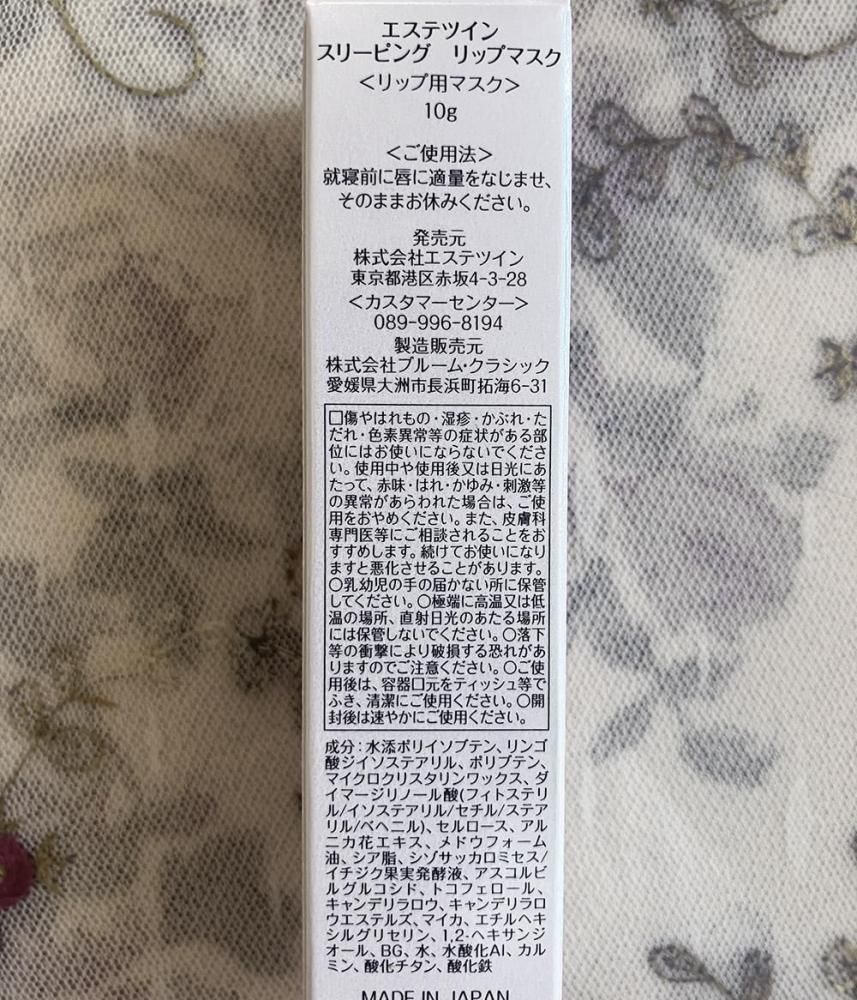 エステツイン
スリーピング　リップマスク
＜リップ用マスク＞
10g
＜ご使用法＞
就寝前に唇に適量をなじませ、
そのままお休みください。
発売元
株式会社エステツイン
東京都港区赤坂4-3-28
＜カスタマーセンター＞
089-996-8194
製造販売元
株式会社ブルーム・クラシック
愛媛県大洲市長浜町拓海6-31
□傷やはれもの・湿疹・かぶれ・た
だれ・色素異常等の症状がある部
位にはお使いにならないでくださ
い。使用中や使用後又は日光にあ
たって、赤味・はれ・かゆみ・刺激等
の異常があらわれた場合は、ご使
用をおやめください。また、皮膚科
専門医等にご相談されることをお
すすめします。続けてお使いになり
ますと悪化させることがあります。
○乳幼児の手の届かない所に保管
してください。○極端に高温又は低
温の場所、直射日光のあたる場所
には保管しないでください。○落下
等の衝撃により破損する恐れがあ
りますのでご注意ください。○ご使
用後は、容器口元をティッシュ等で
ふき、清潔にご使用ください。○開
封後は速やかにご使用ください。
成分：水添ポリイソブテン、リンゴ
酸ジイソステアリル、ポリブテン、
マイクロクリスタリンワックス、ダ
イマージリノール酸(フィトステリ
ル/イソステアリル/セチル/ステア
リル/ベヘニル)、セルロース、アル
ニカ花エキス、メドウフォーム
油、シア脂、シゾサッカロミセス/
イチジク果実発酵液、アスコルビ
ルグルコシド、トコフェロール、
キャンデリラロウ、キャンデリラロ
ウエステルズ、マイカ、エチルヘキ
シルグリセリン、1,2-ヘキサンジ
オール、BG、水、水酸化Al、カル
ミン、酸化チタン、酸化鉄
MADE IN JAPAN